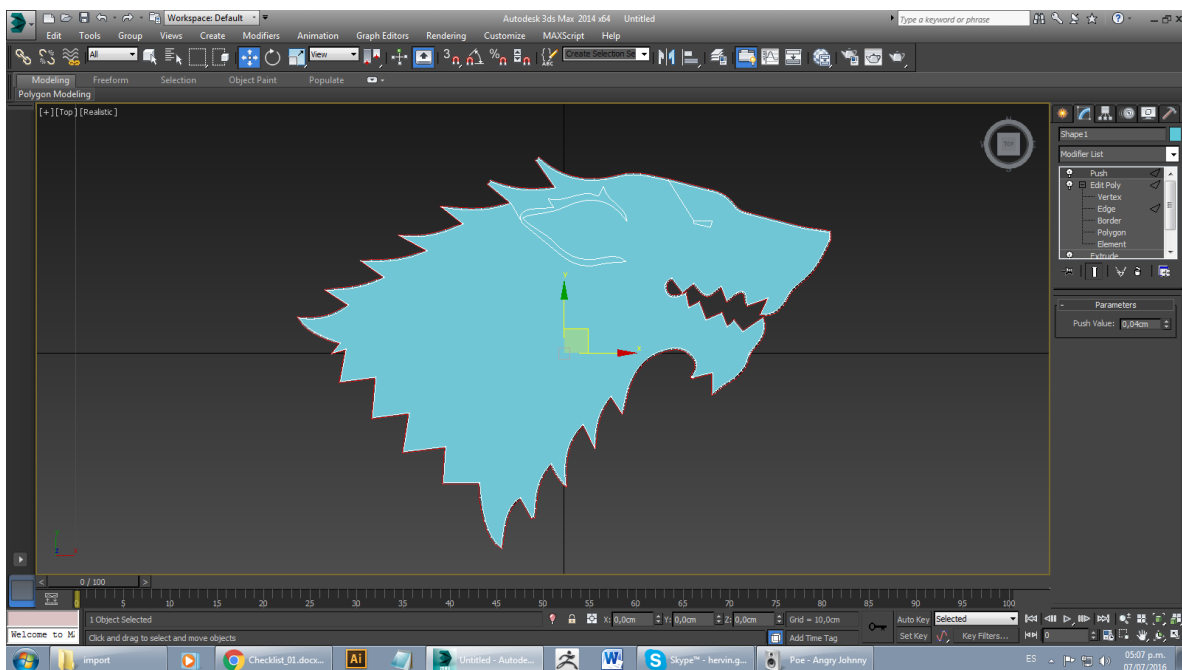 Workspace: Default
Autodesk 3ds Max 2014 x64 Untitled
Type a keyword or phrase
Edit Tools Group Views Create Modifiers Animation Graph Editors Rendering Customize MAXScript Help
All
View
3
Create Selection Se
Modeling Freeform Selection Object Paint Populate
Polygon Modeling
[+] [Top] [Realistic]
TOP
Shape1
Modifier List
Push
Edit Poly
Vertex
Edge
Border
Polygon
Element
Extrude
Parameters
Push Value: 0,04cm
y
x
0 / 100
0 5 10 15 20 25 30 35 40 45 50 55 60 65 70 75 80 85 90 95 100
1 Object Selected
X: 0,0cm Y: 0,0cm Z: 0,0cm Grid = 10,0cm
Auto Key Selected
Welcome to M
Click and drag to select and move objects
Add Time Tag
Set Key Key Filters... 0
import
Checklist_01.docx...
Ai
Untitled - Autode...
W
Skype™ - hervin.g...
Poe - Angry Johnny
ES
05:07 p.m.
07/07/2016